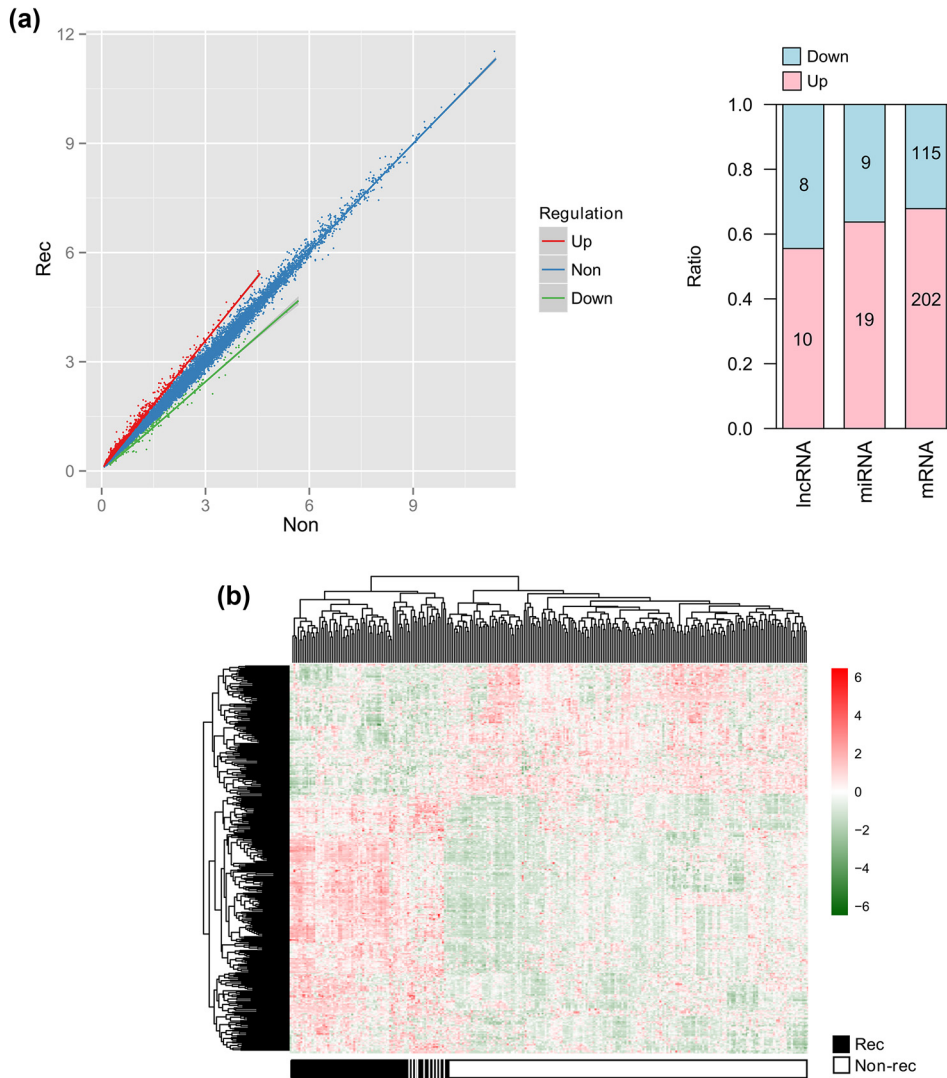 (a)
12
9
6
3
0
Rec
0 3 6 9
Non
Regulation
Up
Non
Down
Down
Up
1.0
0.8
0.6
0.4
0.2
0.0
Ratio
8 9 115
10 19 202
lncRNA miRNA mRNA
(b)
6
4
2
0
−2
−4
−6
Rec
Non-rec